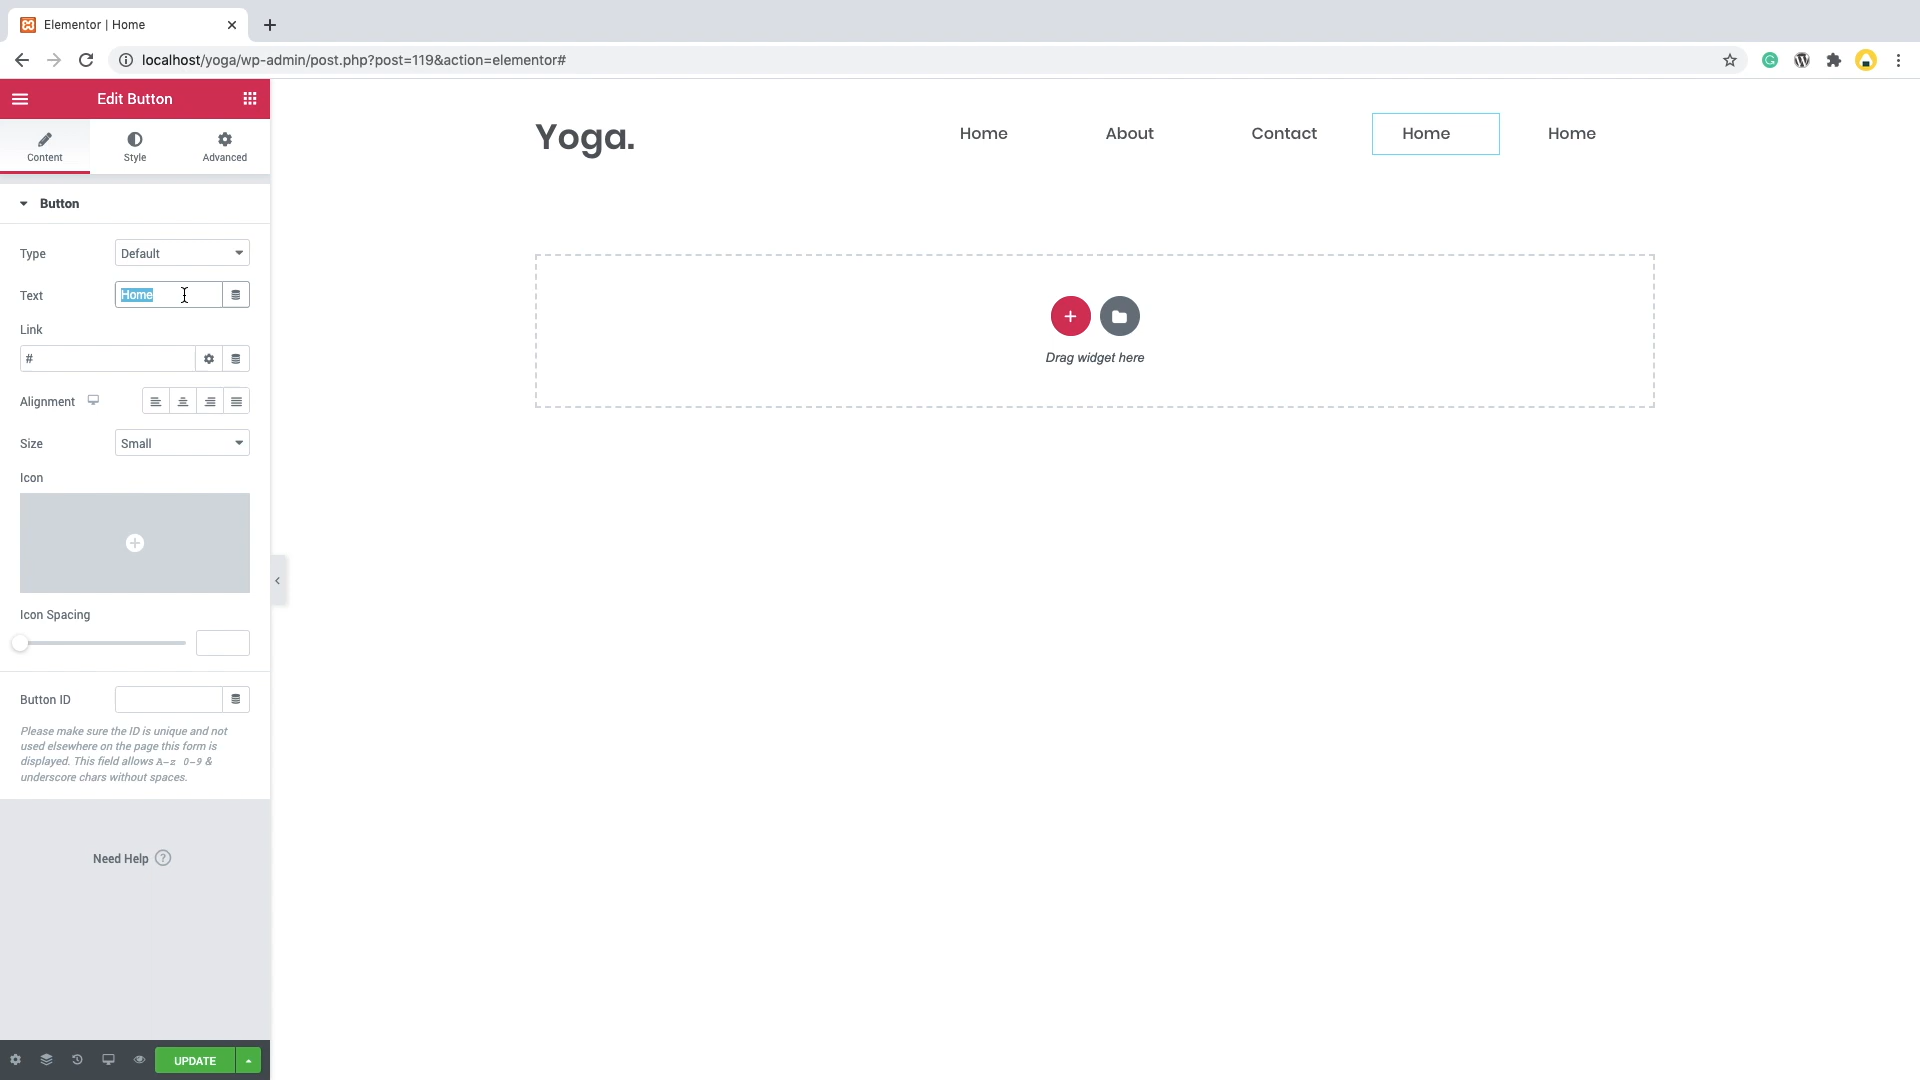 Elementor | Home
localhost/yoga/wp-admin/post.php?post=119&action=elementor#
Edit Button
Content
Style
Advanced
Button
Type
Default
Text
Home
Link
#
Alignment
Size
Small
Icon
Icon Spacing
Button ID
Please make sure the ID is unique and not
used elsewhere on the page this form is
displayed. This field allows A-z 0-9 &
underscore chars without spaces.
Need Help ?
UPDATE
Yoga.
Home
About
Contact
Home
Home
Drag widget here